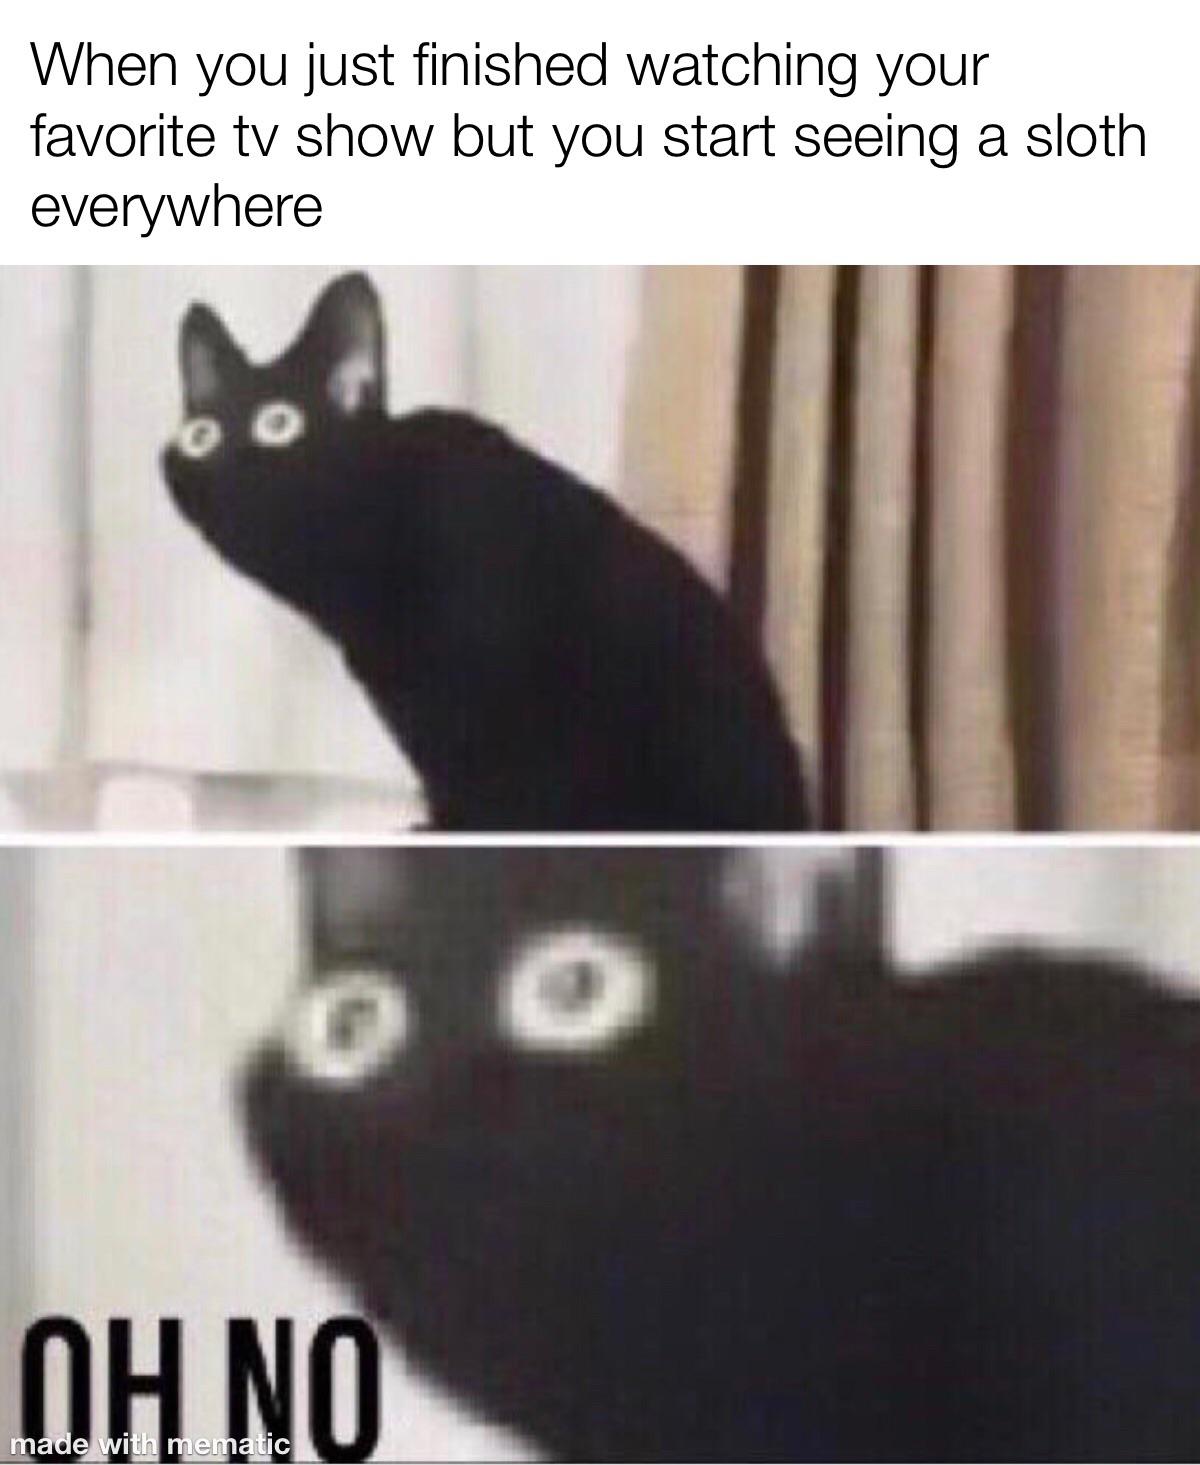 When you just finished watching your
favorite tv show but you start seeing a sloth
everywhere
OH NO
made with mematic